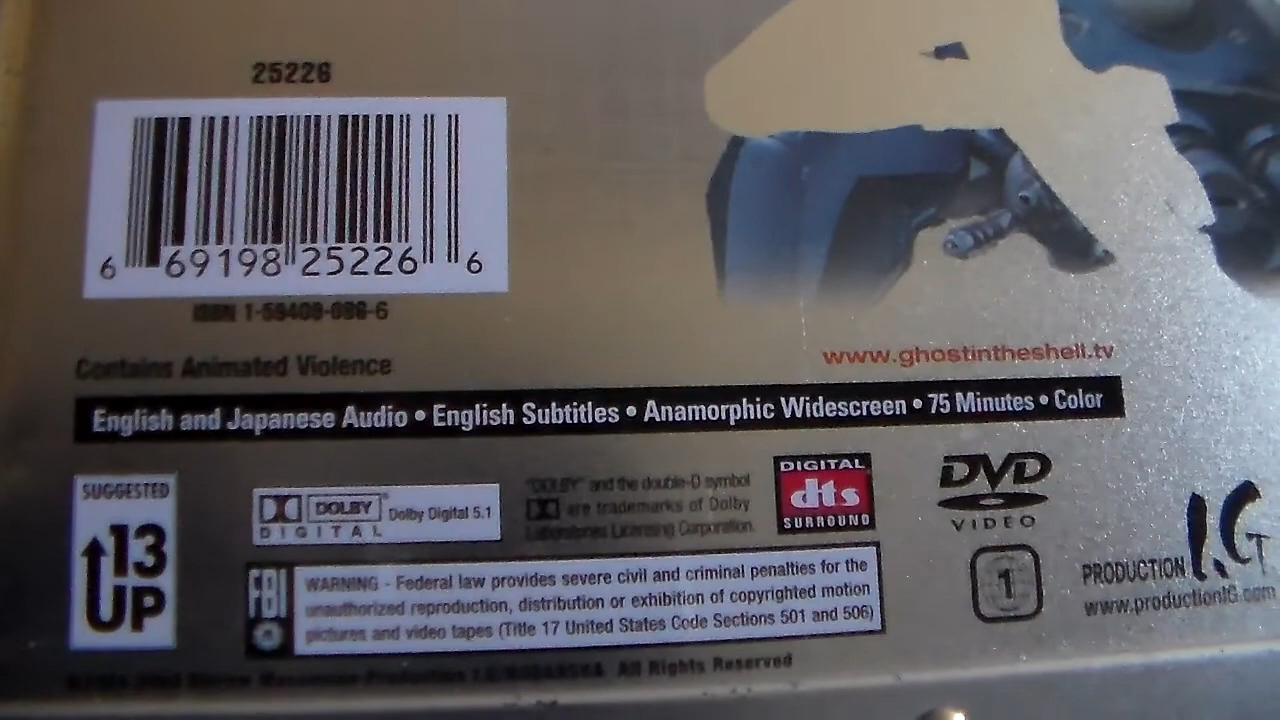 25226
6 69198 25226 6
ISBN 1-59409-096-6
Contains Animated Violence
www.ghostintheshell.tv
English and Japanese Audio • English Subtitles • Anamorphic Widescreen • 75 Minutes • Color
SUGGESTED
13
UP
DOLBY
DIGITAL
Dolby Digital 5.1
"DOLBY" and the double-D symbol
are trademarks of Dolby
Laboratories Licensing Corporation.
DIGITAL
dts
SURROUND
DVD
VIDEO
FBI
WARNING - Federal law provides severe civil and criminal penalties for the
unauthorized reproduction, distribution or exhibition of copyrighted motion
pictures and video tapes (Title 17 United States Code Sections 501 and 506)
1
PRODUCTION I.G
www.productionIG.com
All Rights Reserved